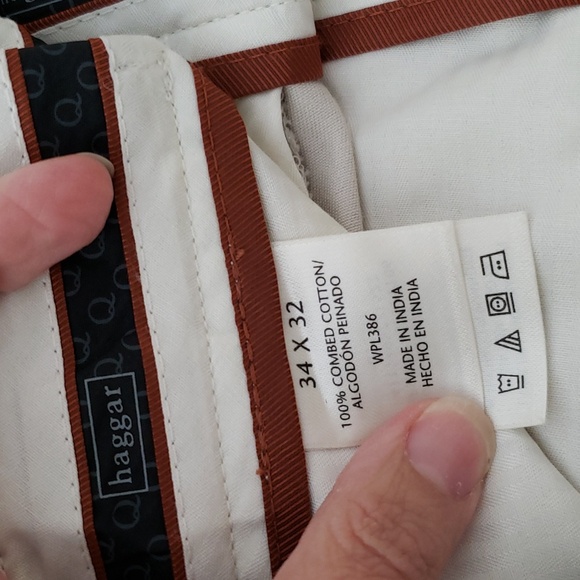 haggar
34 X 32
100% COMBED COTTON/
ALGODÓN PEINADO
WPL386
MADE IN INDIA
HECHO EN INDIA